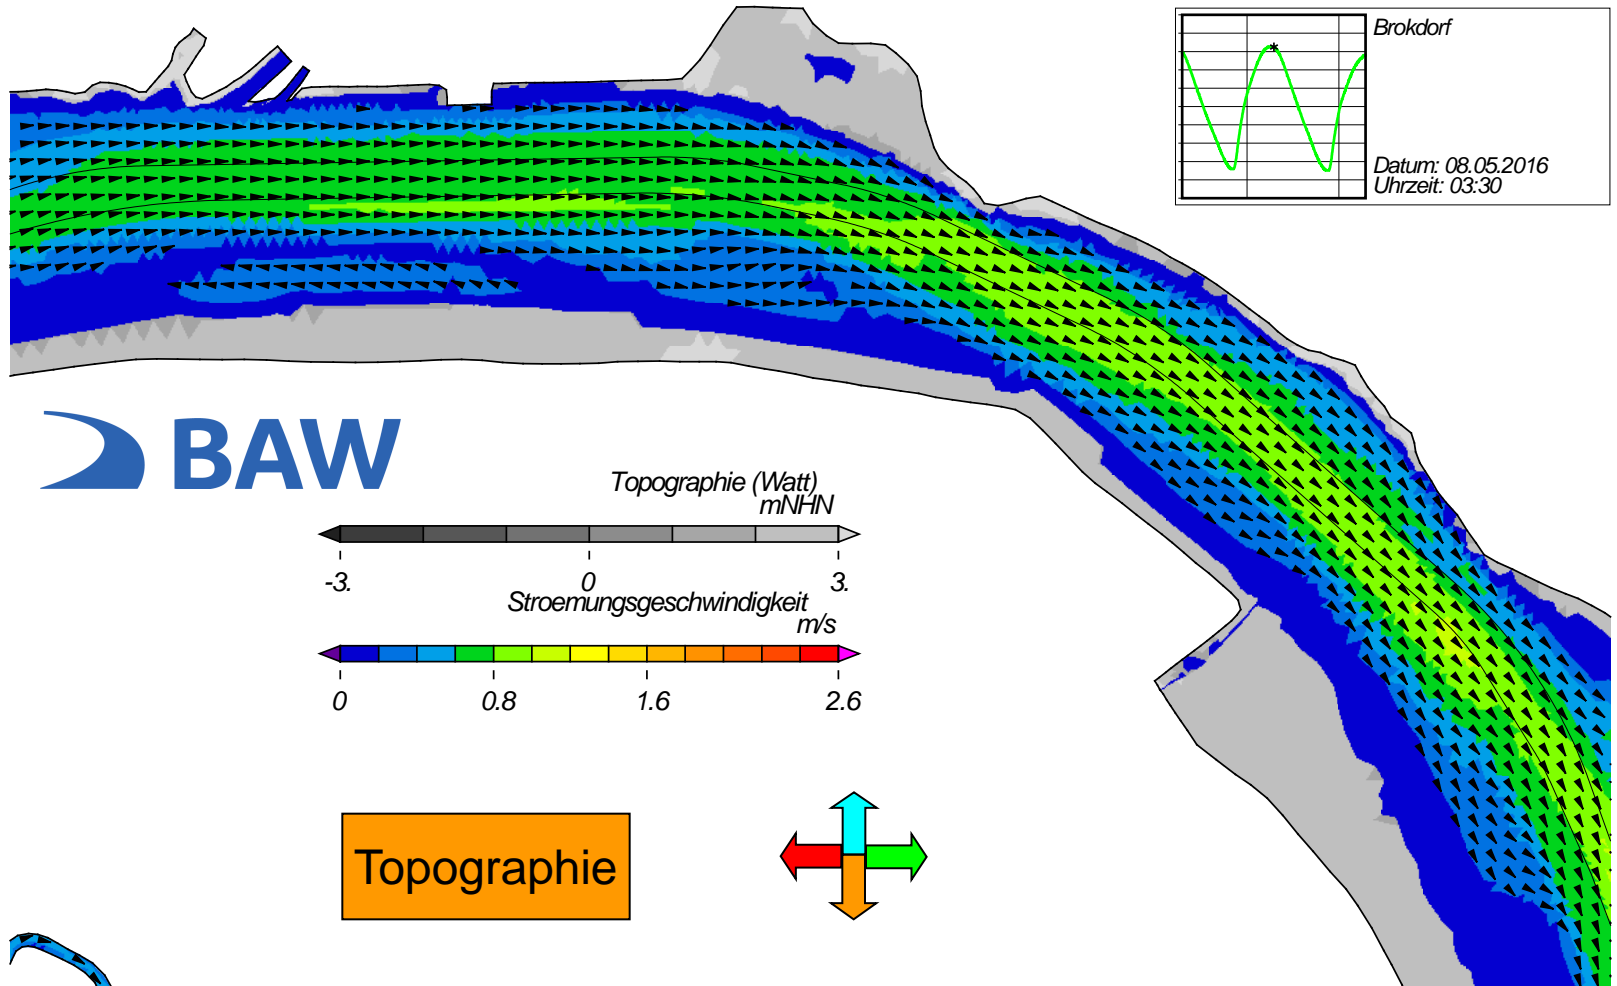 Brokdorf
Datum: 08.05.2016
Uhrzeit: 03:30
BAW
Topographie (Watt)
mNHN
-3. 0 3.
Stroemungsgeschwindigkeit
m/s
0 0.8 1.6 2.6
Topographie